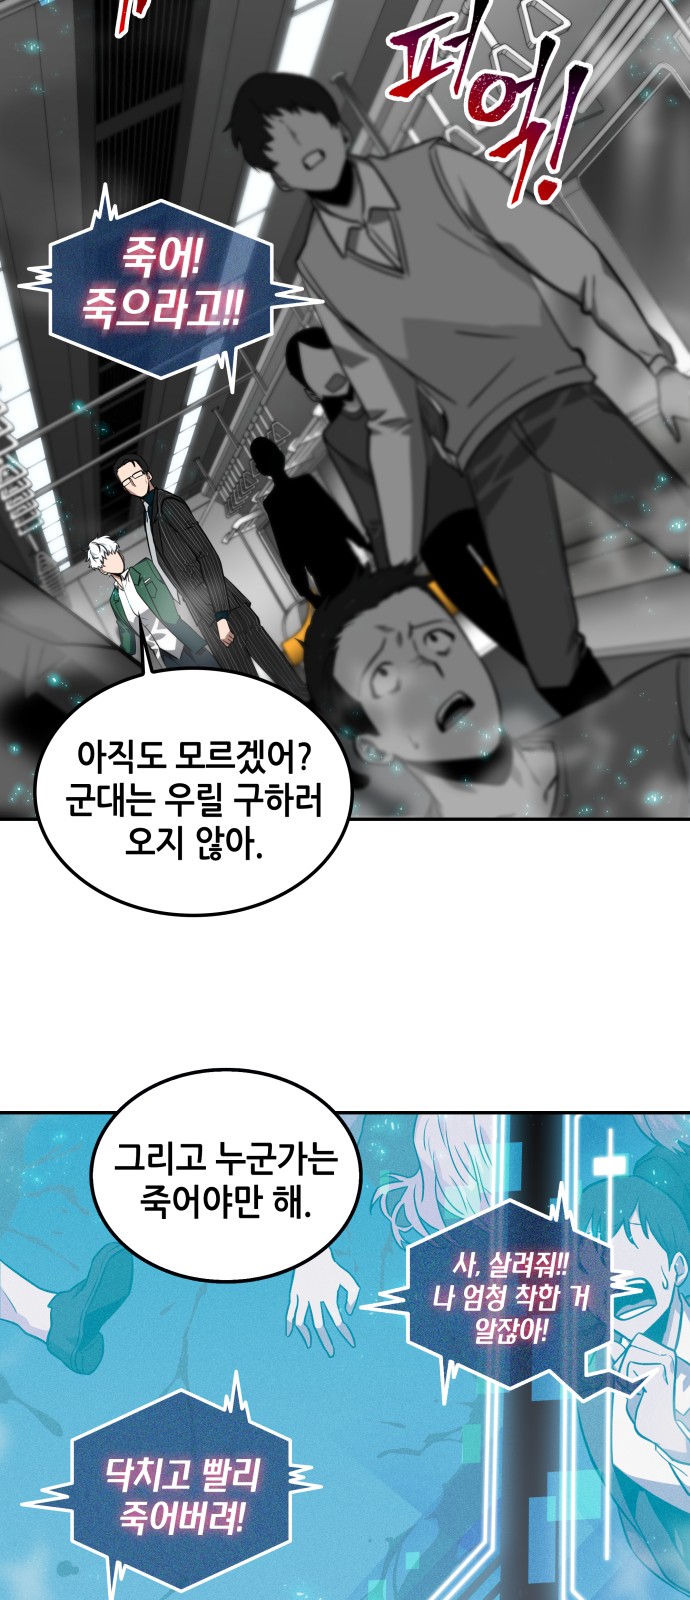 퍼억!
죽어!
죽으라고!!
아직도 모르겠어?
군대는 우릴 구하러
오지 않아.
그리고 누군가는
죽어야만 해.
사, 살려줘!!
나 엄청 착한 거
알잖아!
닥치고 빨리
죽어버려!